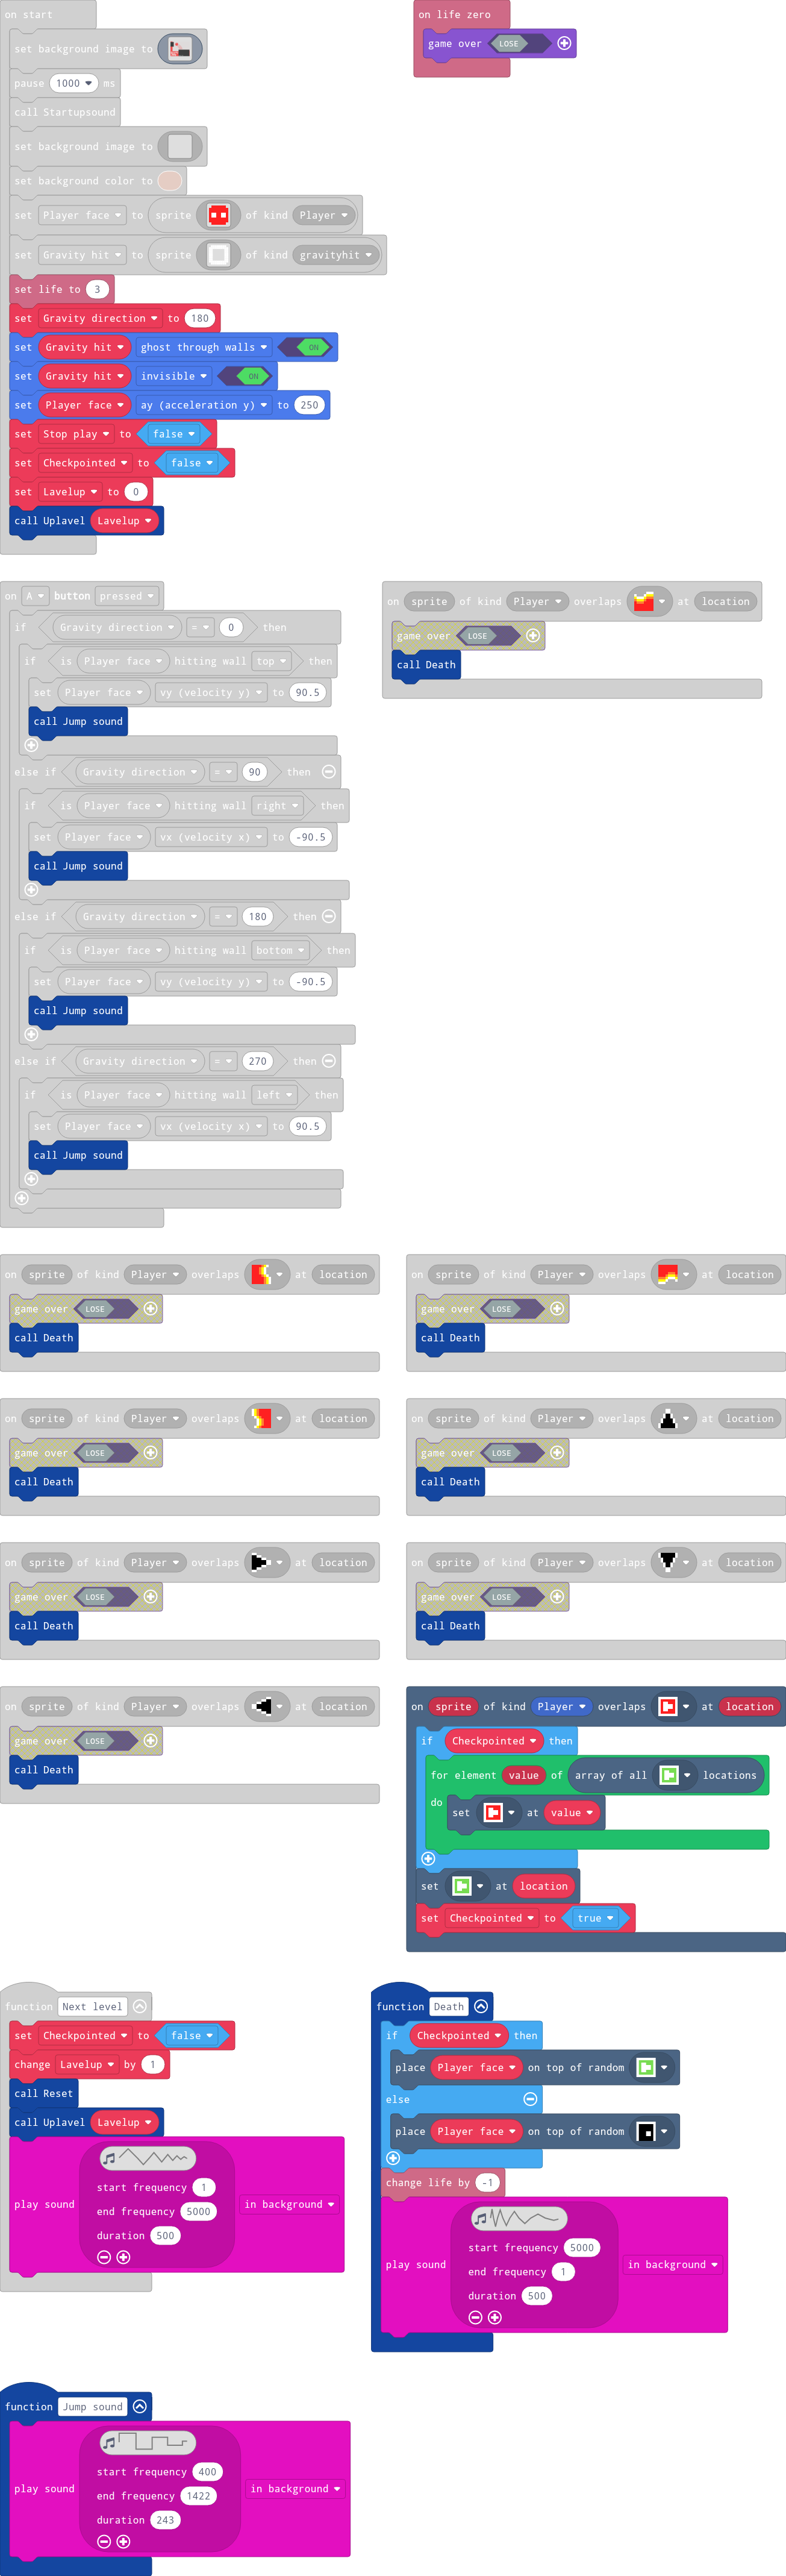 on start
set background image to
pause 1000 ms
call Startupsound
set background image to
set background color to
set Player face to sprite of kind Player
set Gravity hit to sprite of kind gravityhit
set life to 3
set Gravity direction to 180
set Gravity hit ghost through walls ON
set Gravity hit invisible ON
set Player face ay (acceleration y) to 250
set Stop play to false
set Checkpointed to false
set Lavelup to 0
call Uplavel Lavelup
on life zero
game over LOSE
on A button pressed
if Gravity direction = 0 then
if is Player face hitting wall top then
set Player face vy (velocity y) to 90.5
call Jump sound
else if Gravity direction = 90 then
if is Player face hitting wall right then
set Player face vx (velocity x) to -90.5
call Jump sound
else if Gravity direction = 180 then
if is Player face hitting wall bottom then
set Player face vy (velocity y) to -90.5
call Jump sound
else if Gravity direction = 270 then
if is Player face hitting wall left then
set Player face vx (velocity x) to 90.5
call Jump sound
on sprite of kind Player overlaps at location
game over LOSE
call Death
on sprite of kind Player overlaps at location
game over LOSE
call Death
on sprite of kind Player overlaps at location
game over LOSE
call Death
on sprite of kind Player overlaps at location
game over LOSE
call Death
on sprite of kind Player overlaps at location
game over LOSE
call Death
on sprite of kind Player overlaps at location
game over LOSE
call Death
on sprite of kind Player overlaps at location
game over LOSE
call Death
on sprite of kind Player overlaps at location
game over LOSE
call Death
on sprite of kind Player overlaps at location
if Checkpointed then
for element value of array of all locations
do
set at value
set at location
set Checkpointed to true
function Next level
set Checkpointed to false
change Lavelup by 1
call Reset
call Uplavel Lavelup
start frequency 1
play sound end frequency 5000 in background
duration 500
function Death
if Checkpointed then
place Player face on top of random
else
place Player face on top of random
change life by -1
start frequency 5000
play sound end frequency 1 in background
duration 500
function Jump sound
start frequency 400
play sound end frequency 1422 in background
duration 243